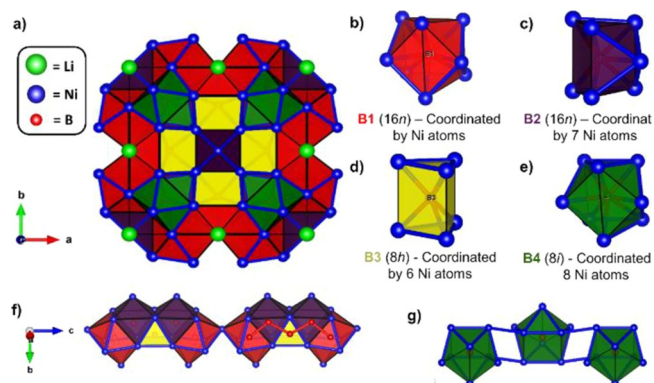 a)
= Li
= Ni
= B
b
a
b)
B1
B1 (16n) – Coordinated
by Ni atoms
c)
B2 (16n) – Coordinat
by 7 Ni atoms
d)
B3
B3 (8h) - Coordinated
by 6 Ni atoms
e)
B4 (8i) - Coordinated
8 Ni atoms
f)
c
b
g)